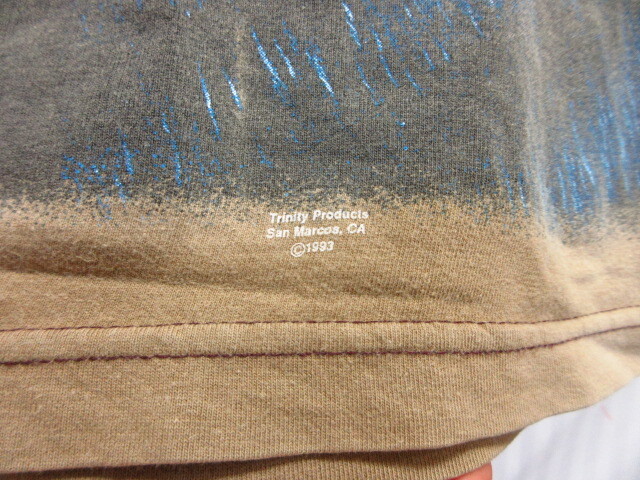 Trinity Products
San Marcos, CA
©1993